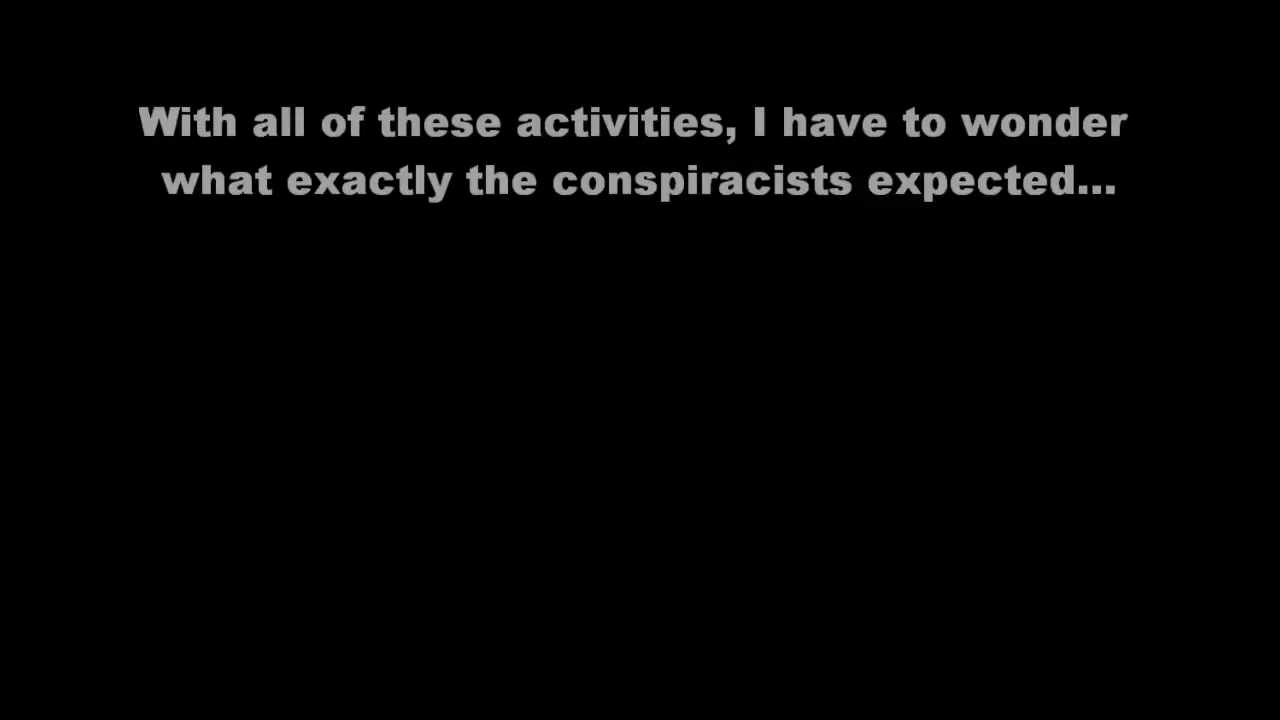 With all of these activities, I have to wonder
what exactly the conspiracists expected...